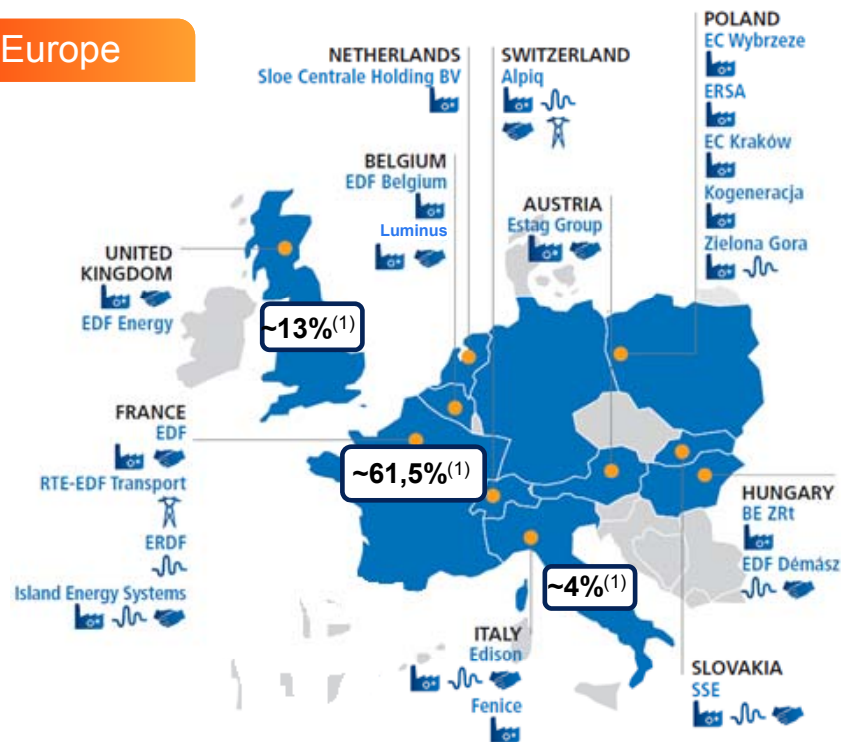 Europe
NETHERLANDS
Sloe Centrale Holding BV
SWITZERLAND
Alpiq
POLAND
EC Wybrzeze
ERSA
EC Kraków
Kogeneracja
Zielona Gora
BELGIUM
EDF Belgium
Luminus
AUSTRIA
Estag Group
UNITED
KINGDOM
EDF Energy
~13%(1)
FRANCE
EDF
RTE-EDF Transport
ERDF
Island Energy Systems
~61,5%(1)
~4%(1)
HUNGARY
BE ZRt
EDF Démász
ITALY
Edison
Fenice
SLOVAKIA
SSE